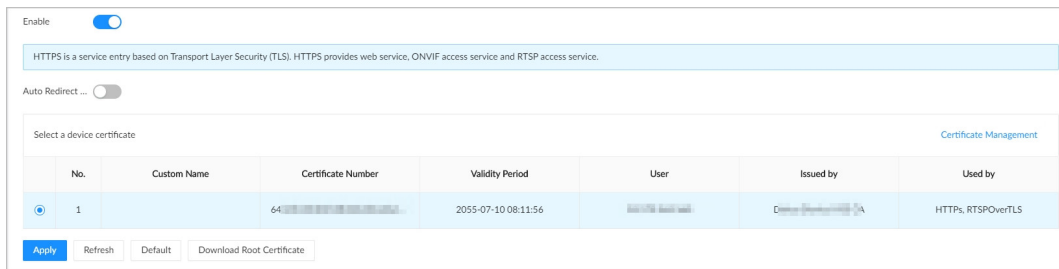 Enable
HTTPS is a service entry based on Transport Layer Security (TLS). HTTPS provides web service, ONVIF access service and RTSP access service.
Auto Redirect ...
Select a device certificate Certificate Management
No. Custom Name Certificate Number Validity Period User Issued by Used by
1 64 2055-07-10 08:11:56 D A HTTPs, RTSPOverTLS
Apply Refresh Default Download Root Certificate